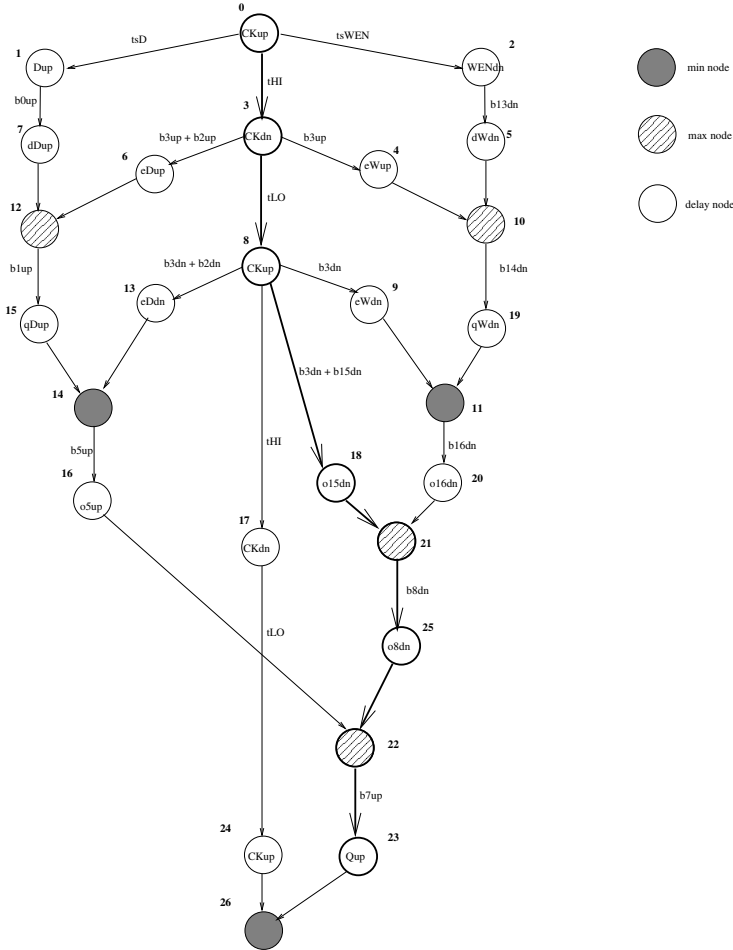 0
CKup
tsD
tsWEN
1
Dup
2
WENdn
min node
tHI
b0up
b13dn
3
CKdn
7
dDup
b3up + b2up
b3up
5
dWdn
max node
6
eDup
4
eWup
tLO
delay node
12
10
8
CKup
b1up
b3dn + b2dn
b3dn
b14dn
13
eDdn
9
eWdn
15
qDup
19
qWdn
b3dn + b15dn
14
11
b5up
tHI
b16dn
18
o15dn
16
o5up
20
o16dn
17
CKdn
21
b8dn
25
o8dn
tLO
22
b7up
24
CKup
23
Qup
26